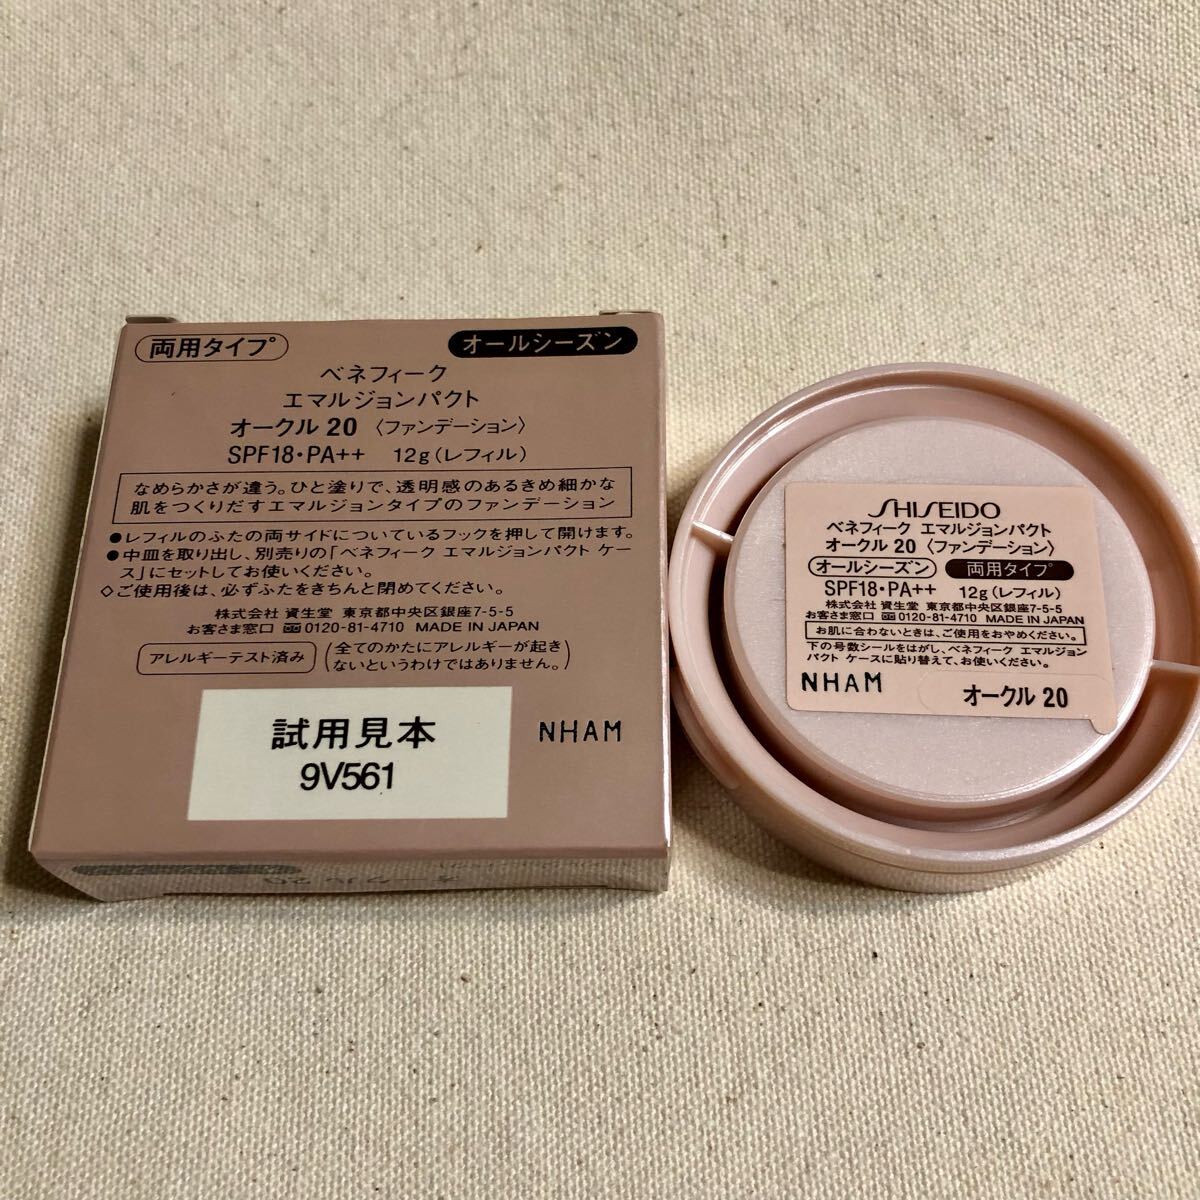 両用タイプ
オールシーズン
ベネフィーク
エマルジョンパクト
オークル 20 〈ファンデーション〉
SPF18・PA++ 12g(レフィル)
なめらかさが違う。ひと塗りで、透明感のあるきめ細かな
肌をつくりだすエマルジョンタイプのファンデーション
●レフィルのふたの両サイドについているフックを押して開けます。
●中皿を取り出し、別売りの「ベネフィーク エマルジョンパクト ケー
ス」にセットしてお使いください。
◇ご使用後は、必ずふたをきちんと閉めてください。
株式会社 資生堂 東京都中央区銀座7-5-5
お客さま窓口 0120-81-4710 MADE IN JAPAN
アレルギーテスト済み
(全てのかたにアレルギーが起き
ないというわけではありません。)
試用見本
9V561
NHAM
オークル 20
SHISEIDO
ベネフィーク エマルジョンパクト
オークル 20 〈ファンデーション〉
オールシーズン 両用タイプ
SPF18・PA++ 12g(レフィル)
株式会社 資生堂 東京都中央区銀座7-5-5
お客さま窓口 0120-81-4710 MADE IN JAPAN
お肌に合わないときは、ご使用をおやめください。
下の号数シールをはがし、ベネフィーク エマルジョン
パクト ケースに貼り替えて、お使いください。
NHAM
オークル 20